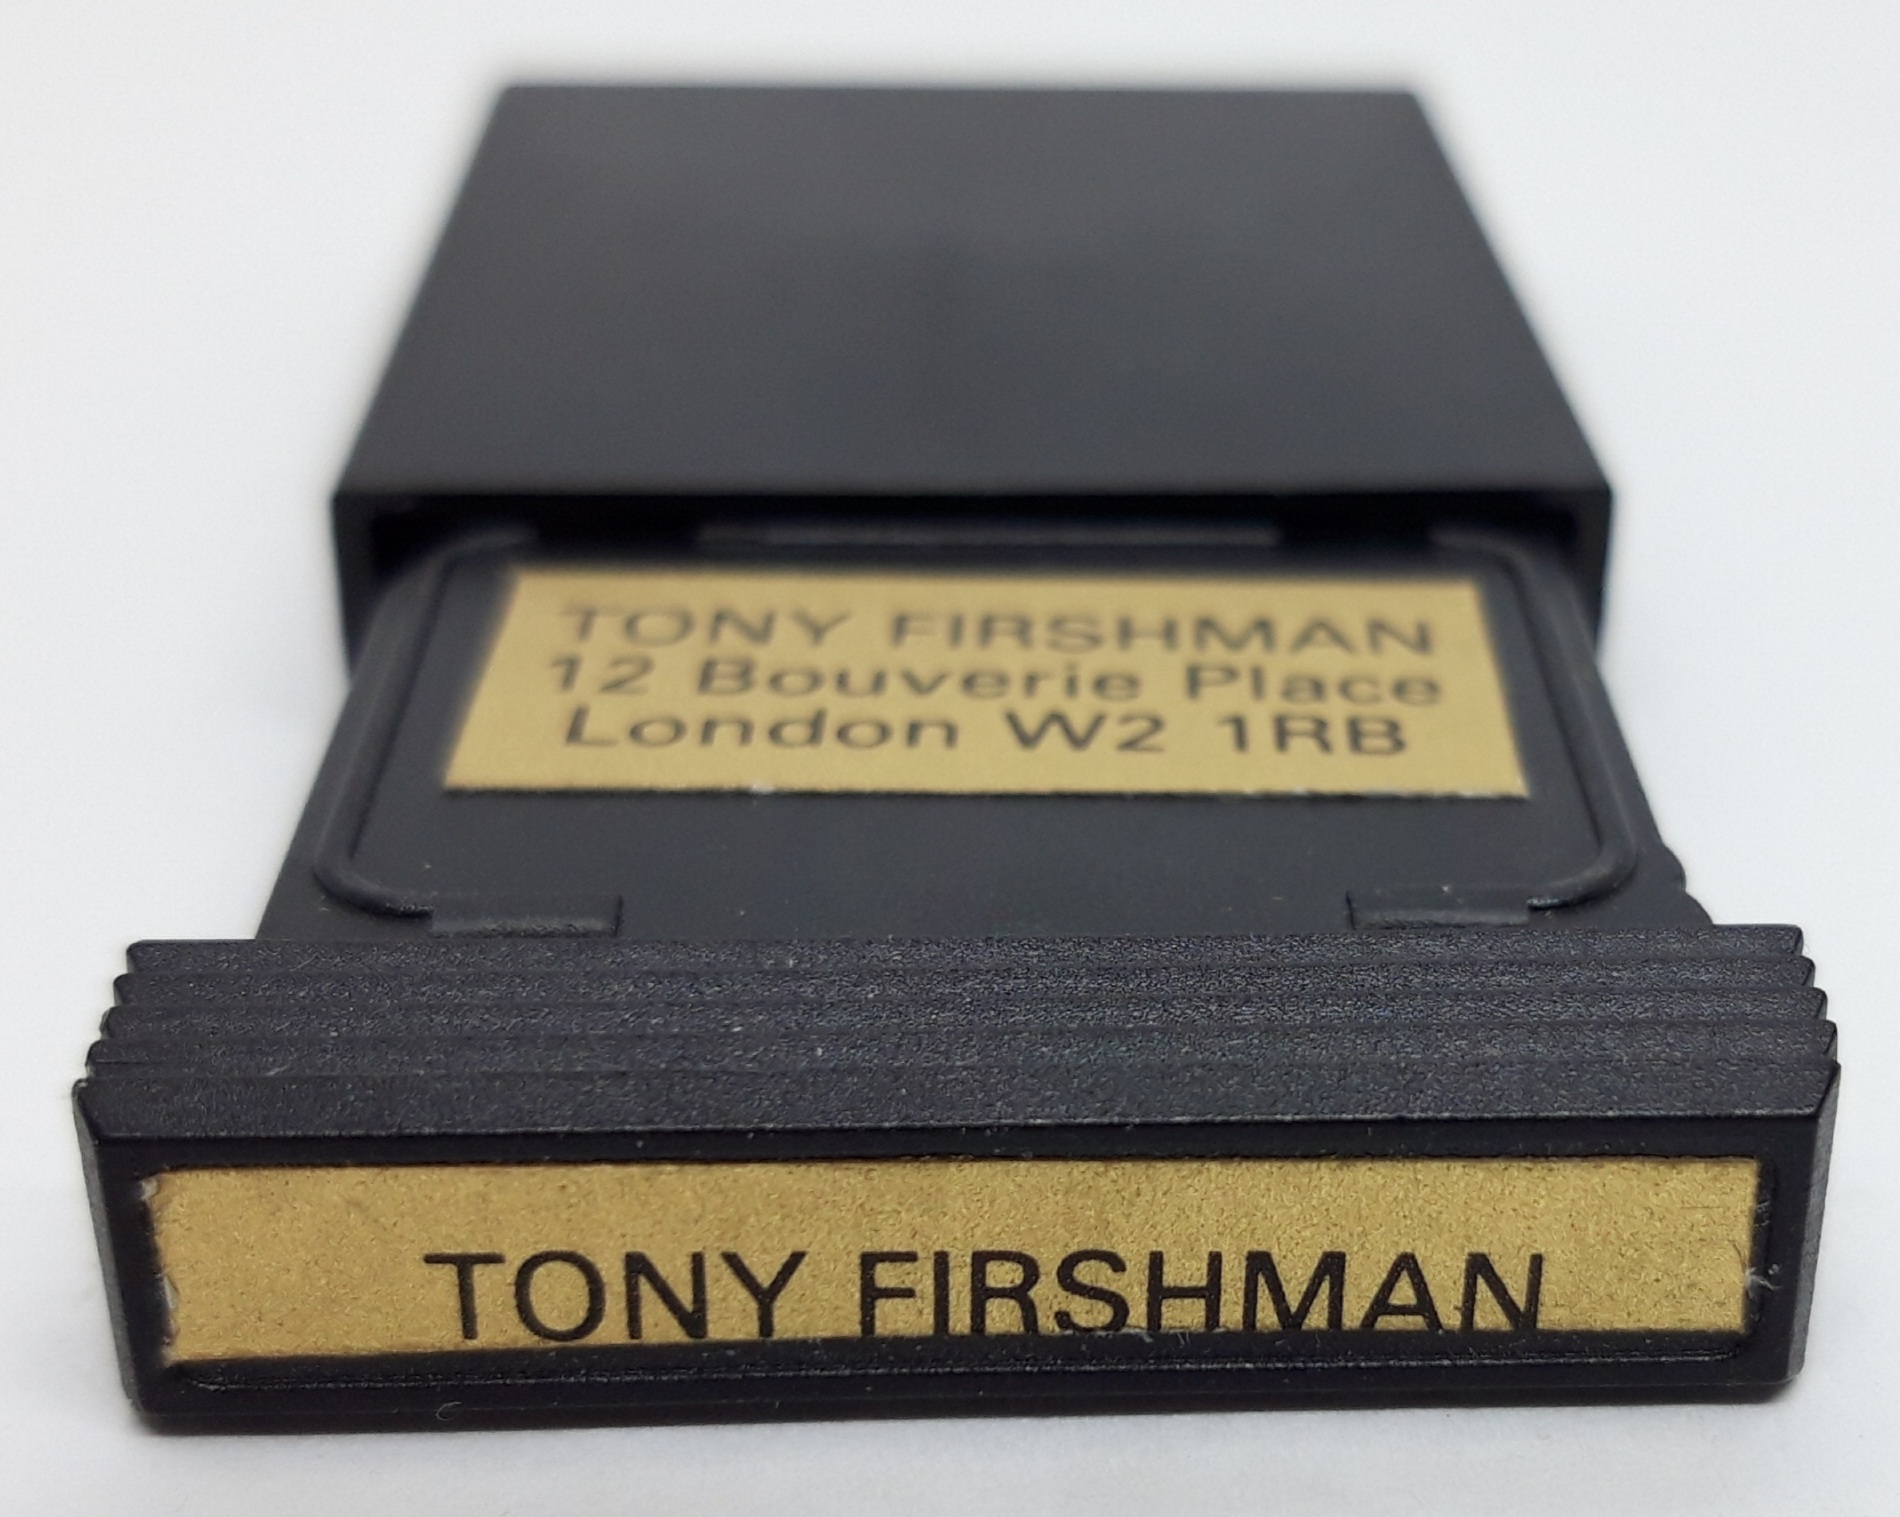 TONY FIRSHMAN
12 Bouverie Place
London W2 1RB
TONY FIRSHMAN